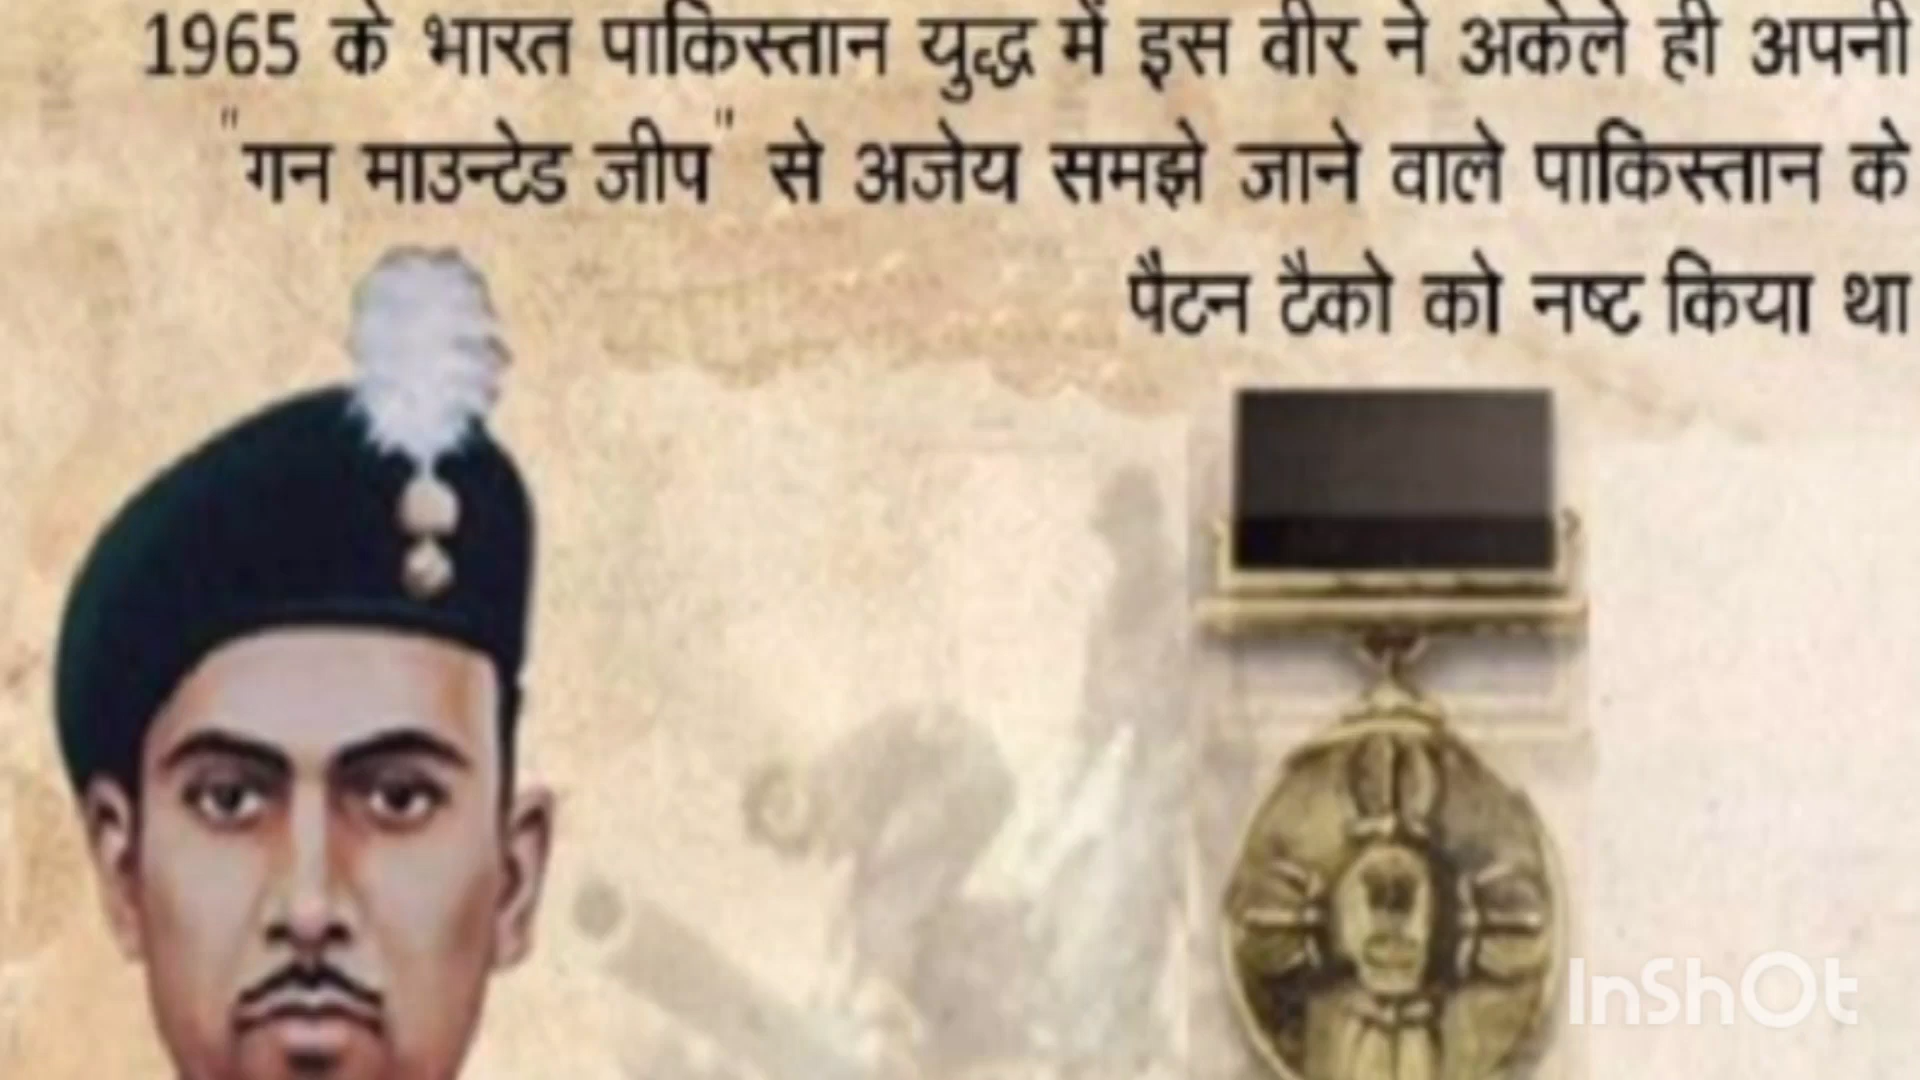 1965 के भारत पाकिस्तान युद्ध में इस वीर ने अकेले ही अपनी
"गन माउन्टेड जीप" से अजेय समझे जाने वाले पाकिस्तान के
पैटन टैको को नष्ट किया था
InShOt